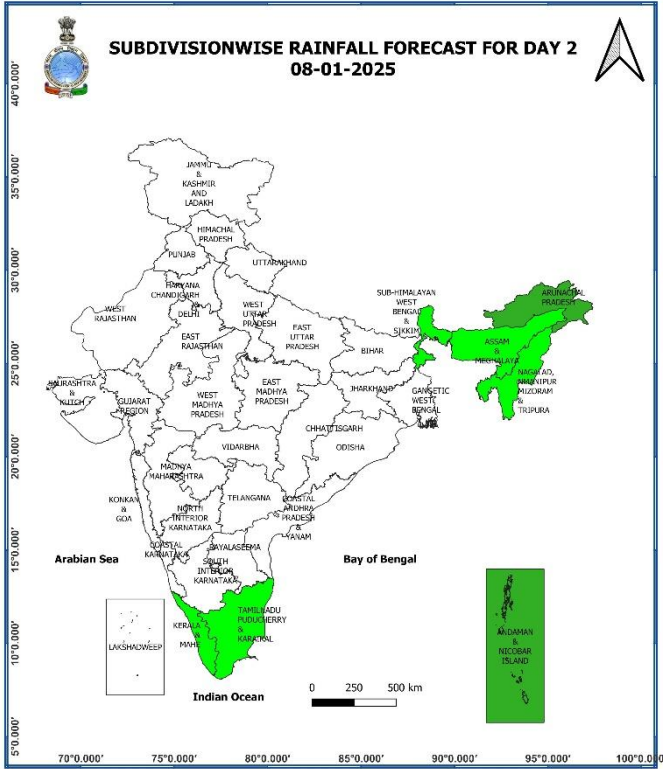 SUBDIVISIONWISE RAINFALL FORECAST FOR DAY 2
08-01-2025
40°0.000'
35°0.000'
30°0.000'
25°0.000'
20°0.000'
15°0.000'
10°0.000'
5°0.000'
JAMMU
&
KASHMIR
AND
LADAKH
HIMACHAL
PRADESH
PUNJAB
UTTARAKHAND
HARYANA
CHANDIGARH
&
DELHI
WEST
RAJASTHAN
WEST
UTTAR
PRADESH
EAST
RAJASTHAN
EAST
UTTAR
PRADESH
SUB-HIMALAYAN
WEST
BENGAL
&
SIKKIM
ARUNACHAL
PRADESH
ASSAM
&
MEGHALAYA
BIHAR
SAURASHTRA
&
KUTCH
GUJARAT
REGION
WEST
MADHYA
PRADESH
EAST
MADHYA
PRADESH
JHARKHAND
GANGETIC
WEST
BENGAL
MIZORAM
&
TRIPURA
CHHATTISGARH
ODISHA
VIDARBHA
MADHYA
MAHARASHTRA
KONKAN
&
GOA
TELANGANA
COASTAL
ANDHRA
PRADESH
&
YANAM
NORTH
INTERIOR
KARNATAKA
COASTAL
KARNATAKA
RAYALASEEMA
SOUTH
INTERIOR
KARNATAKA
Arabian Sea
Bay of Bengal
KERALA
&
MAHE
PUDUCHERRY
&
KARAIKAL
LAKSHADWEEP
ANDAMAN
&
NICOBAR
ISLAND
Indian Ocean
0 250 500 km
70°0.000' 75°0.000' 80°0.000' 85°0.000' 90°0.000' 95°0.000' 100°0.000'